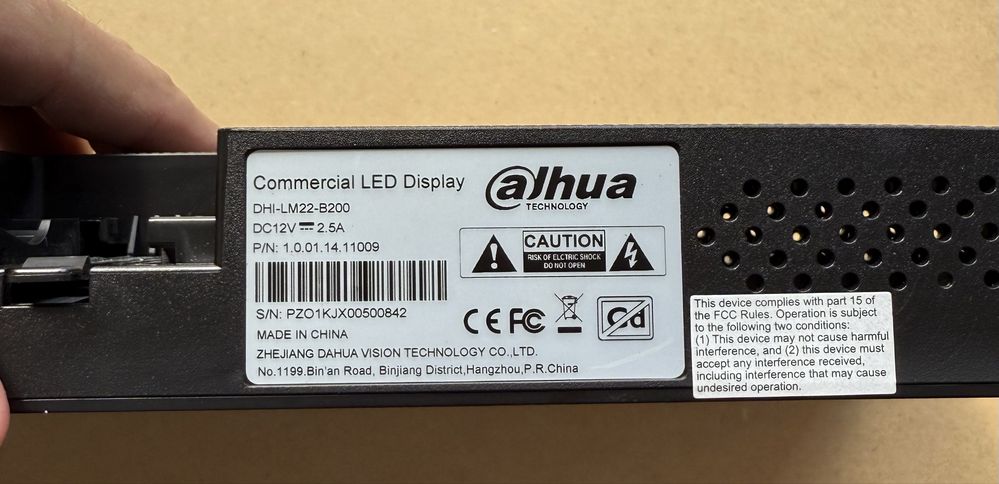 Commercial LED Display
DHI-LM22-B200
DC12V ⎓ 2.5A
P/N: 1.0.01.14.11009
S/N: PZO1KJX00500842
MADE IN CHINA
ZHEJIANG DAHUA VISION TECHNOLOGY CO.,LTD.
No.1199.Bin'an Road, Binjiang District,Hangzhou,P.R.China
alhua
TECHNOLOGY
CAUTION
RISK OF ELCTRIC SHOCK
DO NOT OPEN
CE FC Cd
This device complies with part 15 of
the FCC Rules. Operation is subject
to the following two conditions:
(1) This device may not cause harmful
interference, and (2) this device must
accept any interference received,
including interference that may cause
undesired operation.